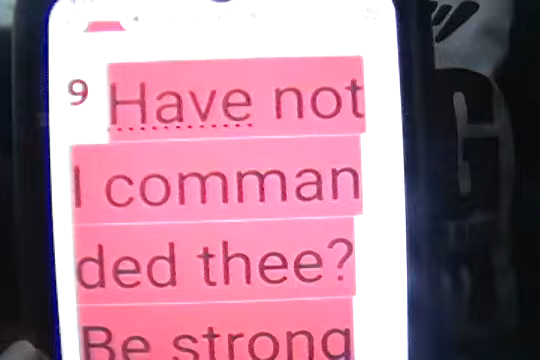 9 Have not
I comman
ded thee?
Be strong